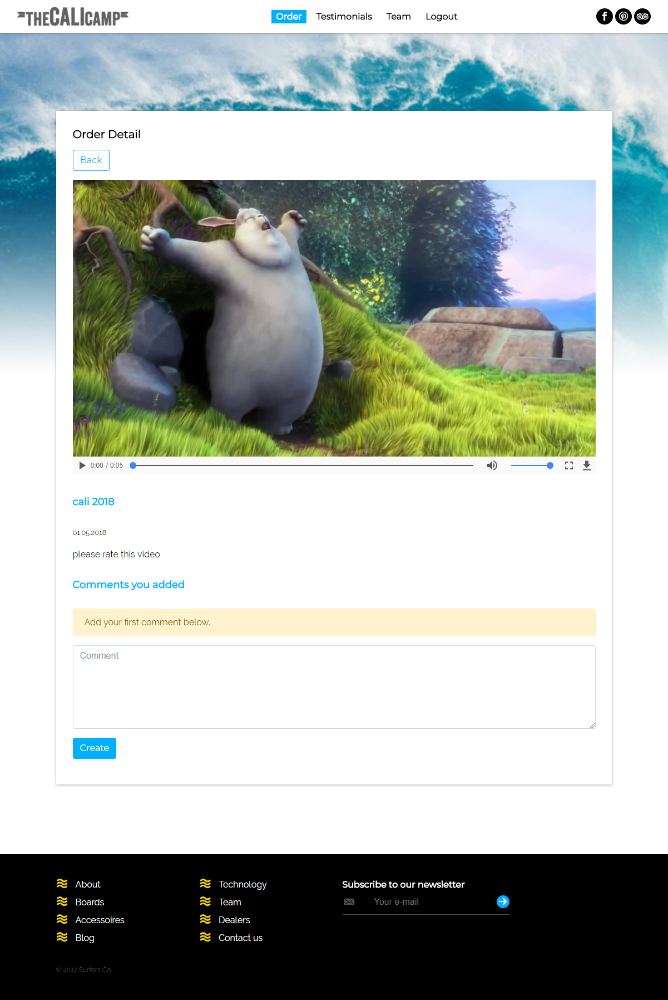 THECALICAMP
Order Testimonials Team Logout
Order Detail
Back
0:00 / 0:05
cali 2018
01.05.2018
please rate this video
Comments you added
Add your first comment below.
Comment
Create
About Technology Subscribe to our newsletter
Boards Team Your e-mail
Accessoires Dealers
Blog Contact us
© 2017 Surfers Co.